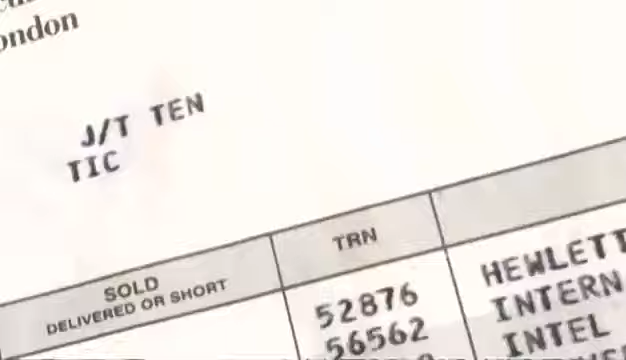 ondon
J/T TEN
TIC
SOLD
DELIVERED OR SHORT
TRN
52876
HEWLETT
56562
INTERN
INTEL